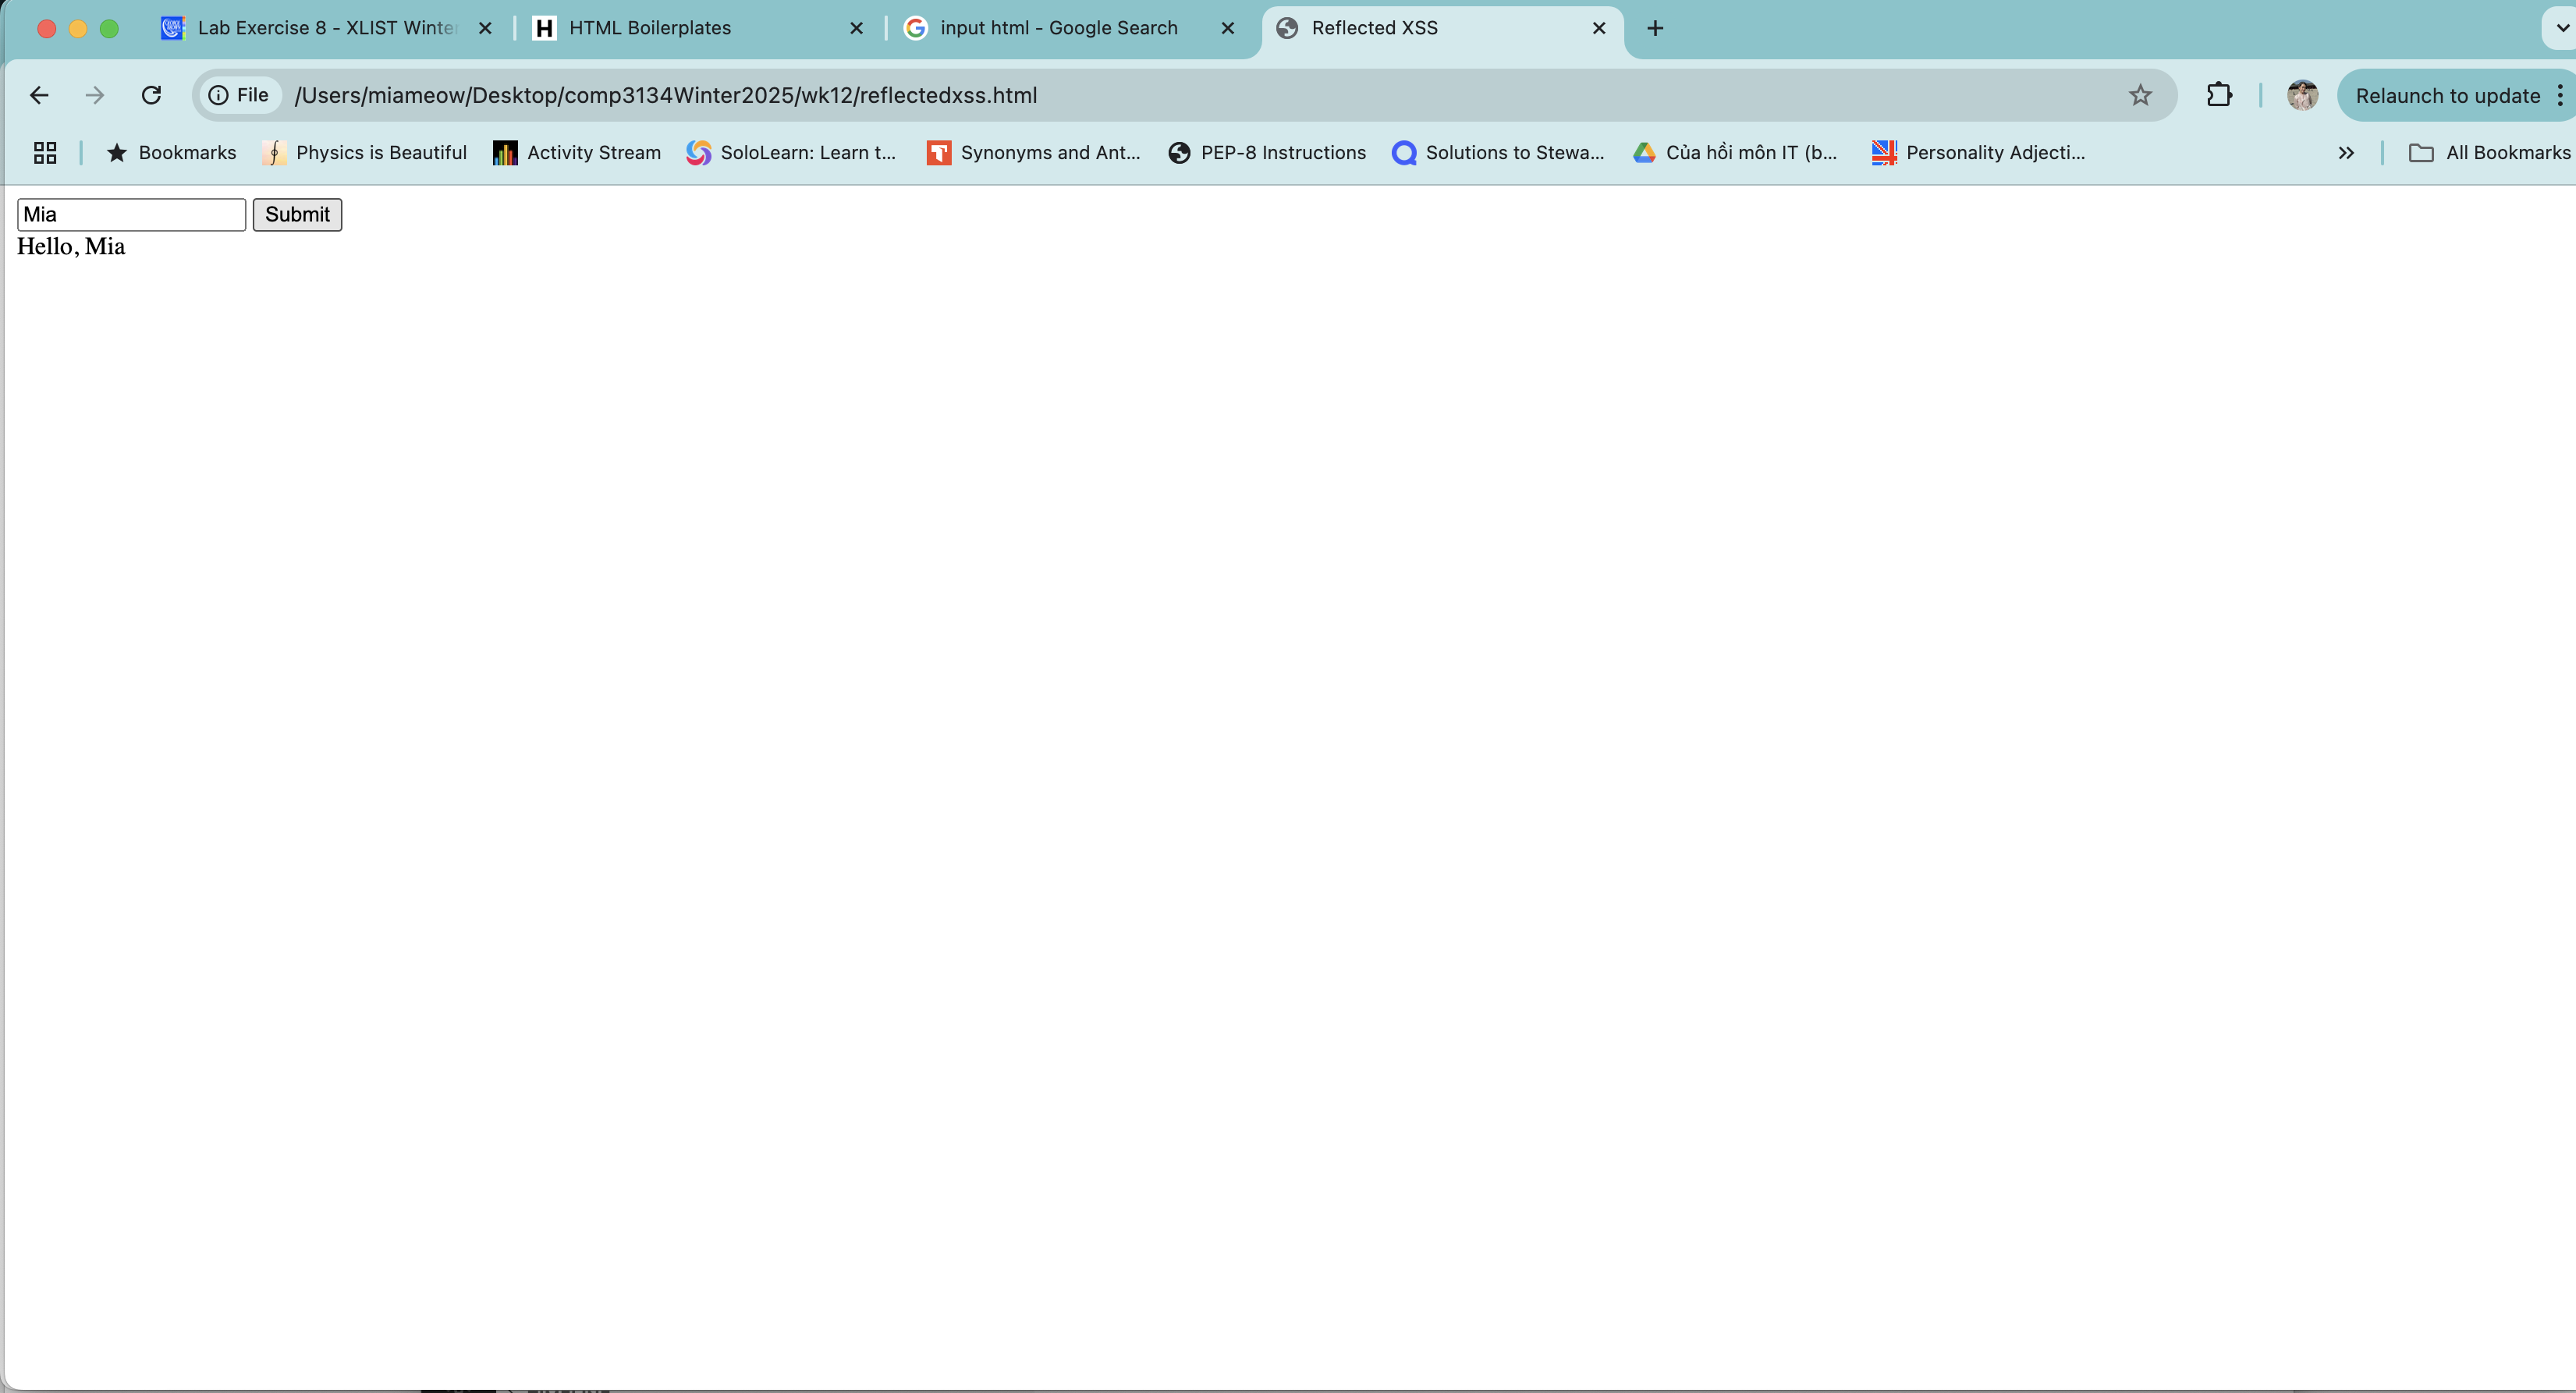 Lab Exercise 8 - XLIST Winter
HTML Boilerplates
input html - Google Search
Reflected XSS
File
/Users/miameow/Desktop/comp3134Winter2025/wk12/reflectedxss.html
Relaunch to update
Bookmarks
Physics is Beautiful
Activity Stream
SoloLearn: Learn t...
Synonyms and Ant...
PEP-8 Instructions
Solutions to Stewa...
Của hồi môn IT (b...
Personality Adjecti...
All Bookmarks
Mia
Submit
Hello, Mia